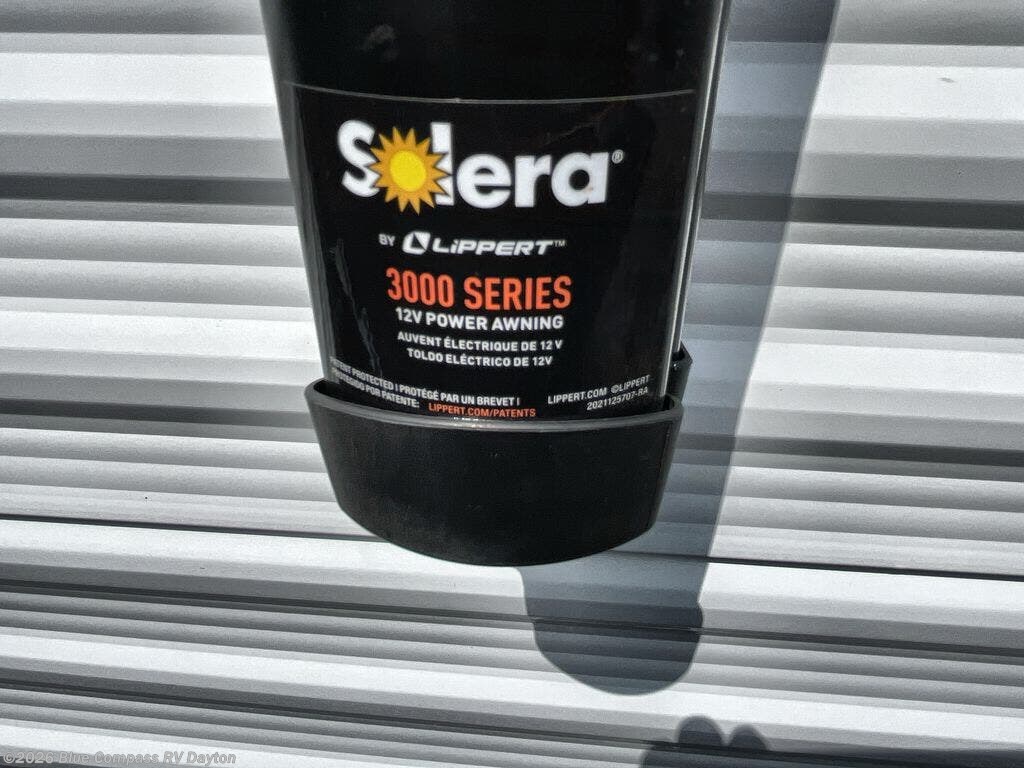 Solera®
BY LIPPERT™
3000 SERIES
12V POWER AWNING
AUVENT ÉLECTRIQUE DE 12 V
TOLDO ELÉCTRICO DE 12V
PATENT PROTECTED | PROTÉGÉ PAR UN BREVET |
PROTEGIDO POR PATENTE: LIPPERT.COM/PATENTS
LIPPERT.COM ©LIPPERT
2021125707-RA
©2026 Blue Compass RV Dayton